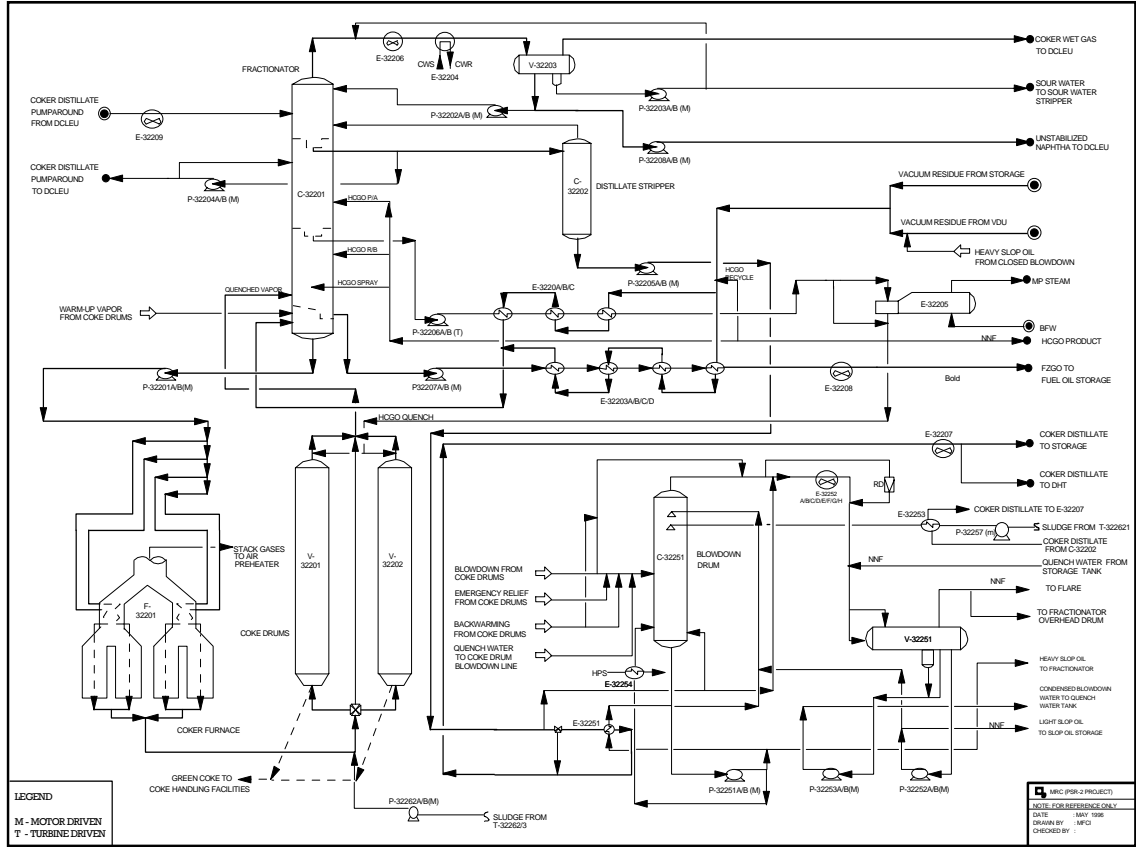 COKER WET GAS
TO DCLEU
E-32206
CWS
CWR
E-32204
V-32203
FRACTIONATOR
SOUR WATER
TO SOUR WATER
STRIPPER
COKER DISTILLATE
PUMPAROUND
FROM DCLEU
E-32209
P-32202A/B (M)
P-32203A/B (M)
UNSTABILIZED
NAPHTHA TO DCLEU
P-32208A/B (M)
COKER DISTILLATE
PUMPAROUND
TO DCLEU
P-32204A/B (M)
C-32201
C-
32202
DISTILLATE STRIPPER
VACUUM RESIDUE FROM STORAGE
HCGO P/A
VACUUM RESIDUE FROM VDU
HCGO R/B
HEAVY SLOP OIL
FROM CLOSED BLOWDOWN
P-32205A/B (M)
HCGO
RECYCLE
QUENCHED VAPOR
HCGO SPRAY
E-3220A/B/C
MP STEAM
E-32205
WARM-UP VAPOR
FROM COKE DRUMS
P-32206A/B (T)
BFW
NNF
HCGO PRODUCT
P-32201A/B(M)
P32207A/B(M)
E-32203A/B/C/D
E-32208
Bold
FZGO TO
FUEL OIL STORAGE
HCGO QUENCH
E-32207
COKER DISTILLATE
TO STORAGE
COKER DISTILLATE
TO DHT
E-32252
A/B/C/D/E/F/G/H
RD
E-32253
COKER DISTILLATE TO E-32207
P-32257 (m)
SLUDGE FROM T-322621
COKER DISTILATE
FROM C-32202
STACK GASES
TO AIR
PREHEATER
V-
32201
V-
32202
C-32251
BLOWDOWN
DRUM
NNF
QUENCH WATER FROM
STORAGE TANK
BLOWDOWN FROM
COKE DRUMS
EMERGENCY RELIEF
FROM COKE DRUMS
NNF
TO FLARE
F-
32201
BACKWARMING
FROM COKE DRUMS
TO FRACTIONATOR
OVERHEAD DRUM
COKE DRUMS
QUENCH WATER
TO COKE DRUM
BLOWDOWN LINE
V-32251
HPS
E-32254
HEAVY SLOP OIL
TO FRACTIONATOR
CONDENSED BLOWDOWN
WATER TO QUENCH
WATER TANK
E-32251
NNF
LIGHT SLOP OIL
TO SLOP OIL STORAGE
COKER FURNACE
GREEN COKE TO
COKE HANDLING FACILITIES
P-32251A/B (M)
P-32253A/B(M)
P-32252A/B(M)
P-32262A/B(M)
SLUDGE FROM
T-32262/3
LEGEND
M - MOTOR DRIVEN
T - TURBINE DRIVEN
MRC (PSR-2 PROJECT)
NOTE: FOR REFERENCE ONLY
DATE : MAY 1996
DRAWN BY : MFCI
CHECKED BY :